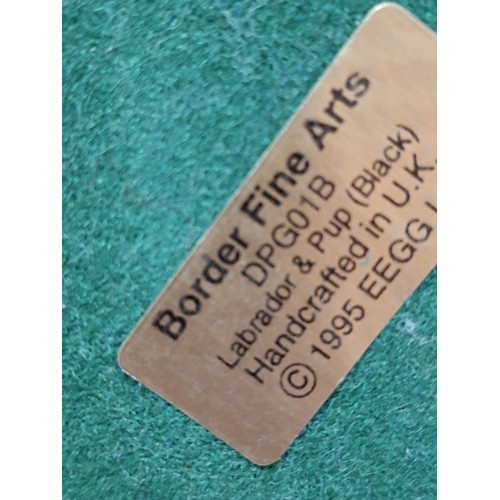 Border Fine Arts
DPG01B
Labrador & Pup (Black)
Handcrafted in U.K.
© 1995 EEGG